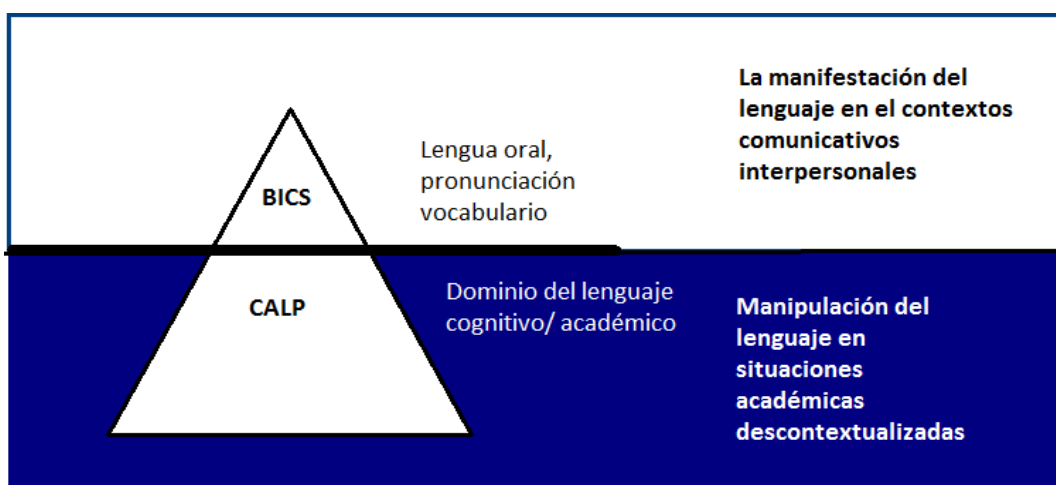 La manifestación del
lenguaje en el contextos
comunicativos
interpersonales
Lengua oral,
pronunciación
vocabulario
BICS
CALP
Dominio del lenguaje
cognitivo/ académico
Manipulación del
lenguaje en
situaciones
académicas
descontextualizadas